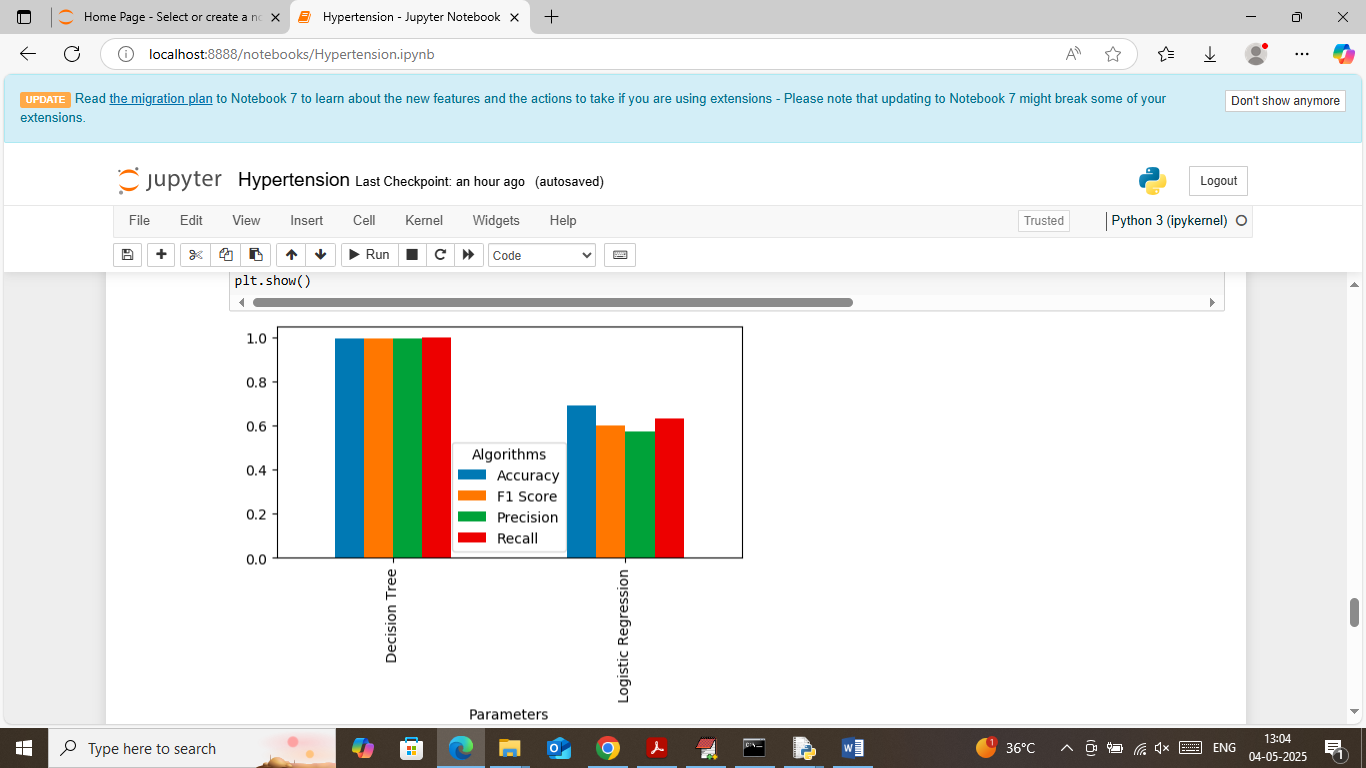 Home Page - Select or create a no
Hypertension - Jupyter Notebook
localhost:8888/notebooks/Hypertension.ipynb
UPDATE Read the migration plan to Notebook 7 to learn about the new features and the actions to take if you are using extensions - Please note that updating to Notebook 7 might break some of your
extensions.
Don't show anymore
jupyter Hypertension Last Checkpoint: an hour ago (autosaved)
Logout
File Edit View Insert Cell Kernel Widgets Help
Trusted
Python 3 (ipykernel)
Run
Code
plt.show()
1.0
0.8
0.6
0.4
0.2
0.0
Algorithms
Accuracy
F1 Score
Precision
Recall
Decision Tree
Logistic Regression
Parameters
Type here to search
1
36°C
ENG
13:04
04-05-2025
1